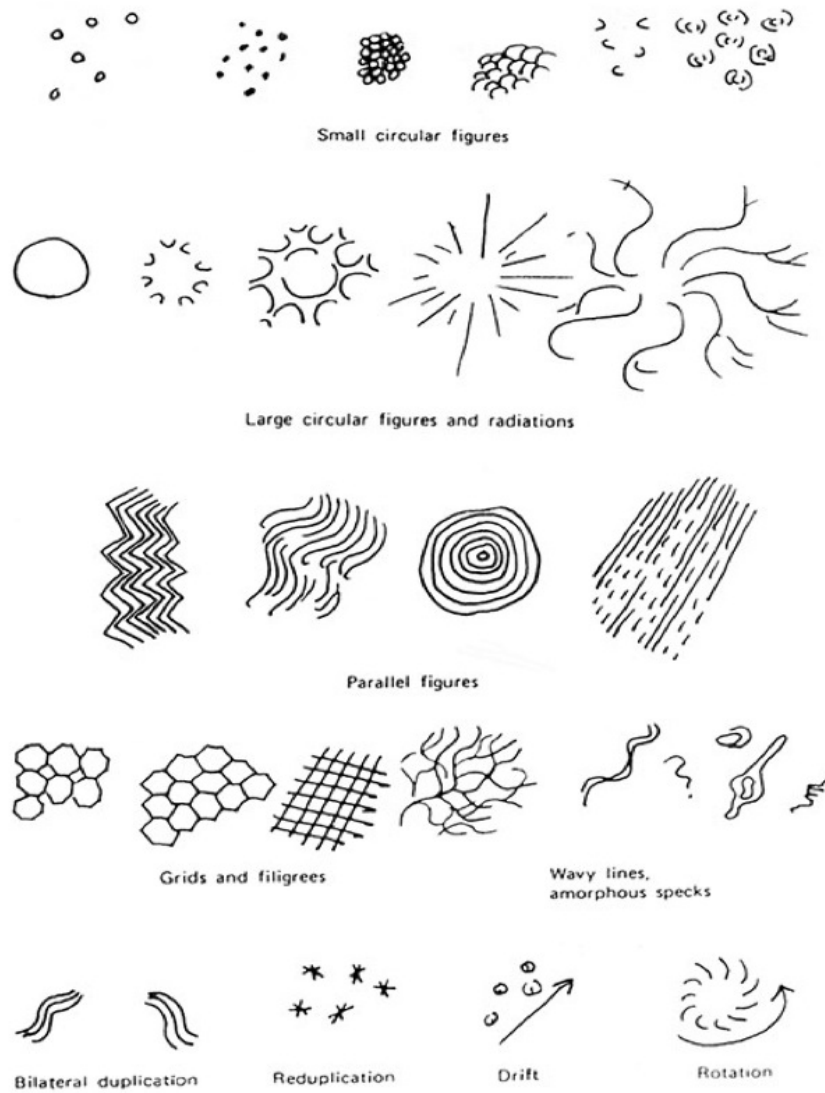 Small circular figures
Large circular figures and radiations
Parallel figures
Grids and filigrees
Wavy lines,
amorphous specks
Bilateral duplication
Reduplication
Drift
Rotation